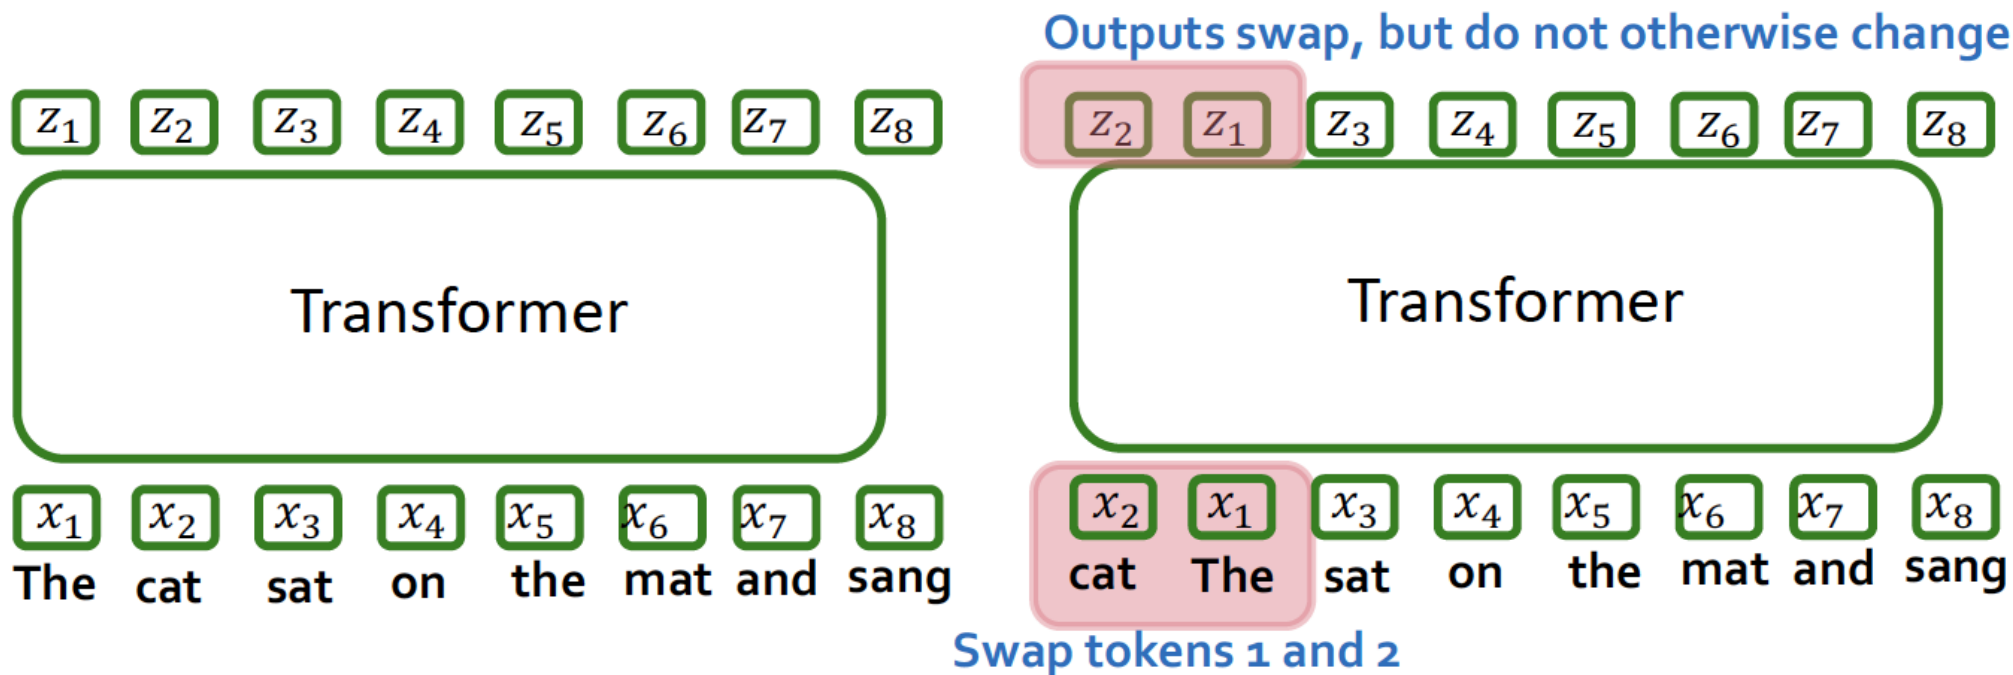 Outputs swap, but do not otherwise change
z₁ z₂ z₃ z₄ z₅ z₆ z₇ z₈
z₂ z₁ z₃ z₄ z₅ z₆ z₇ z₈
Transformer
Transformer
x₁ x₂ x₃ x₄ x₅ x₆ x₇ x₈
The cat sat on the mat and sang
x₂ x₁ x₃ x₄ x₅ x₆ x₇ x₈
cat The sat on the mat and sang
Swap tokens 1 and 2